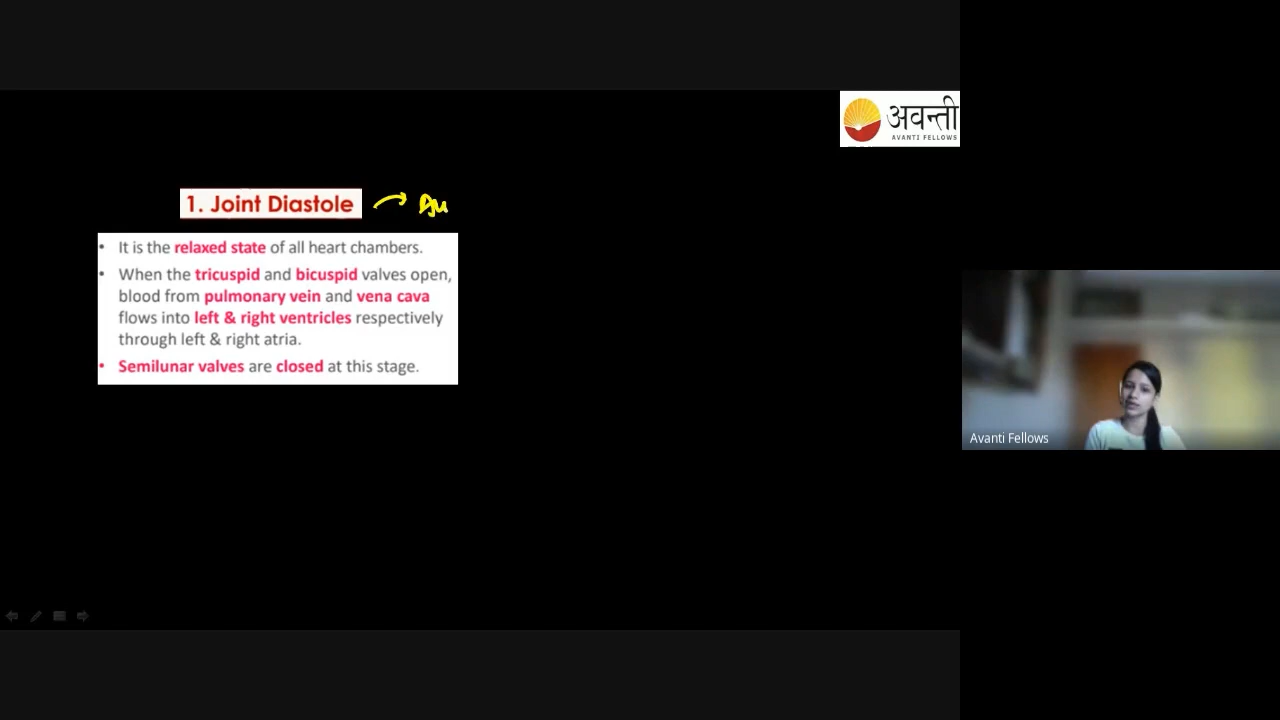 अवन्ती
AVANTI FELLOWS
1. Joint Diastole
• It is the relaxed state of all heart chambers.
• When the tricuspid and bicuspid valves open,
blood from pulmonary vein and vena cava
flows into left & right ventricles respectively
through left & right atria.
• Semilunar valves are closed at this stage.
Avanti Fellows